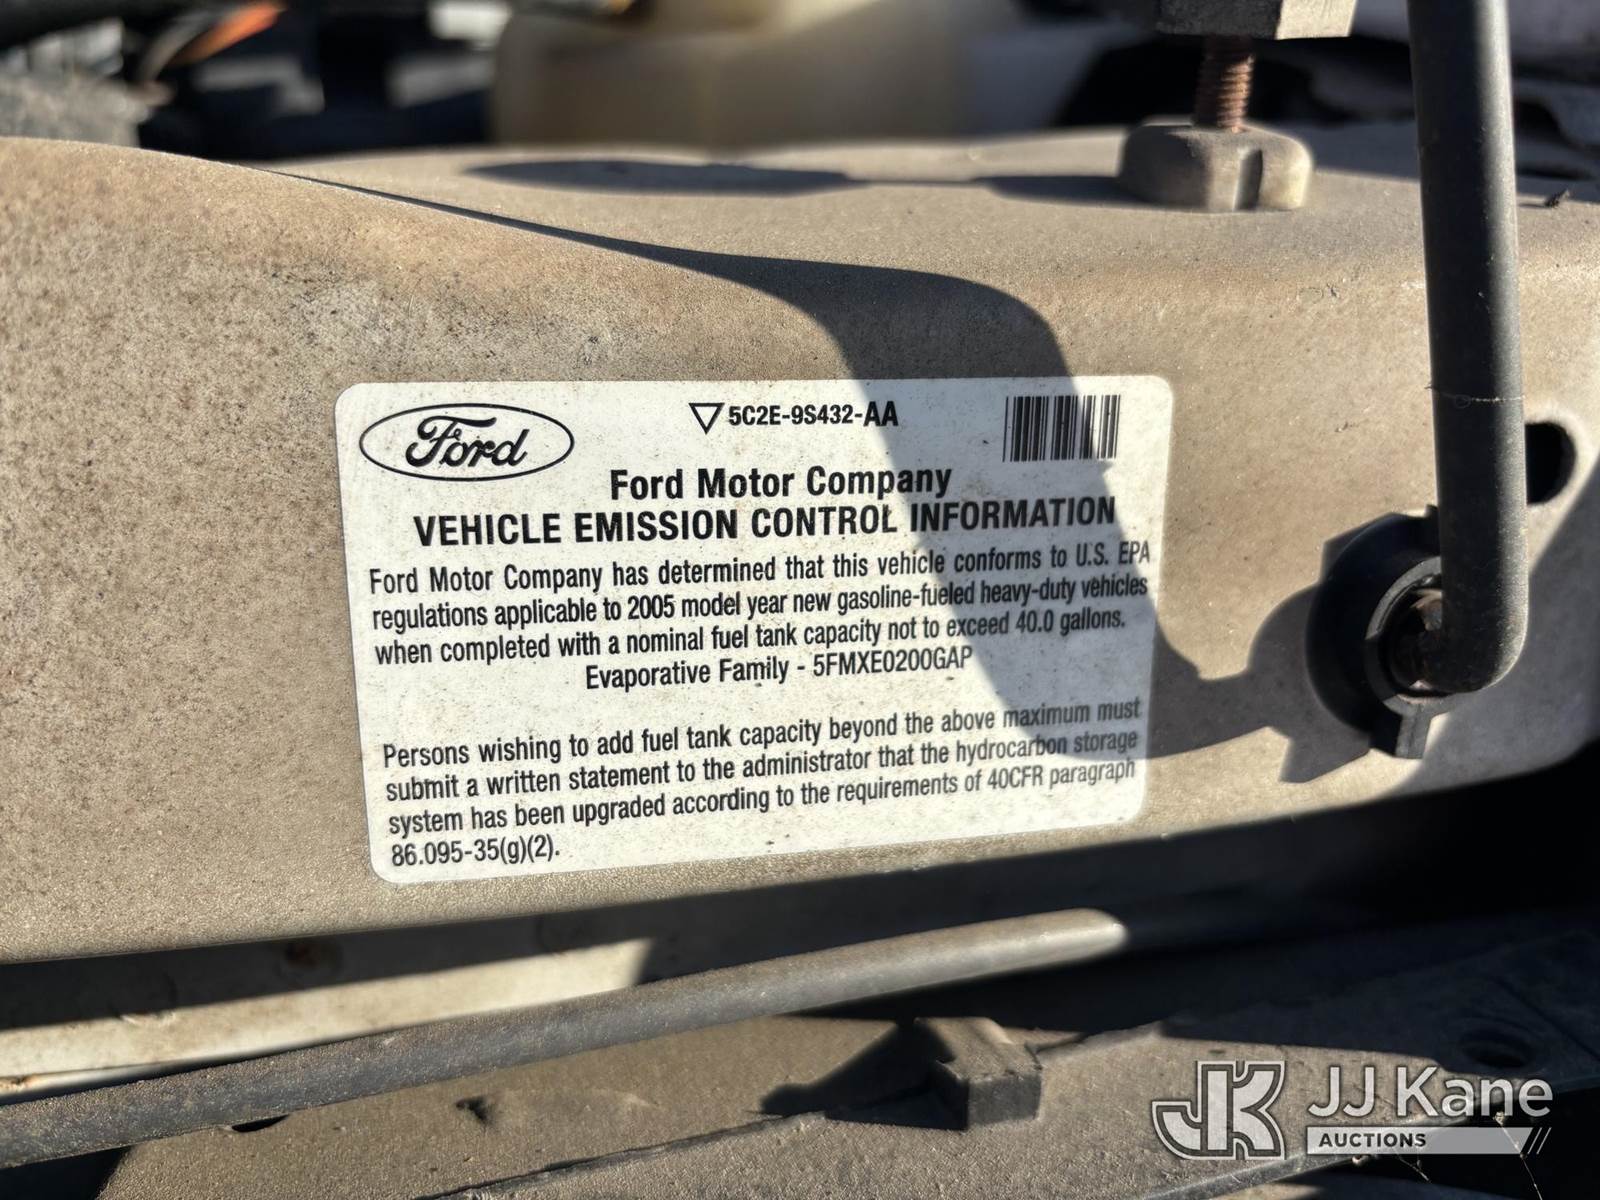 Ford
5C2E-9S432-AA
Ford Motor Company
VEHICLE EMISSION CONTROL INFORMATION
Ford Motor Company has determined that this vehicle conforms to U.S. EPA
regulations applicable to 2005 model year new gasoline-fueled heavy-duty vehicles
when completed with a nominal fuel tank capacity not to exceed 40.0 gallons.
Evaporative Family - 5FMXE0200GAP
Persons wishing to add fuel tank capacity beyond the above maximum must
submit a written statement to the administrator that the hydrocarbon storage
system has been upgraded according to the requirements of 40CFR paragraph
86.095-35(g)(2).
JK JJ Kane
AUCTIONS